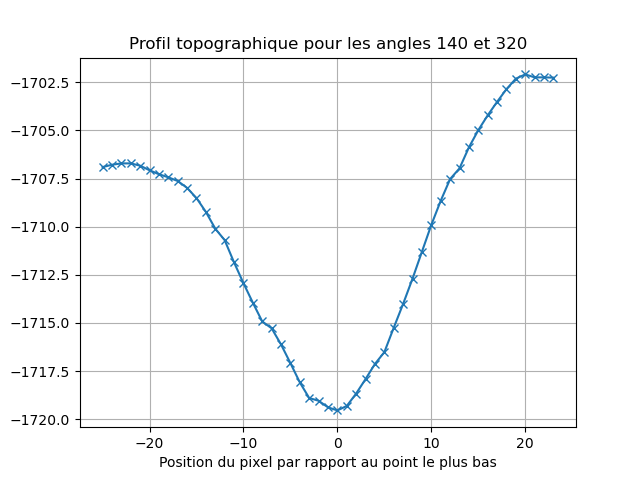 Profil topographique pour les angles 140 et 320
−1702.5
−1705.0
−1707.5
−1710.0
−1712.5
−1715.0
−1717.5
−1720.0
−20 −10 0 10 20
Position du pixel par rapport au point le plus bas